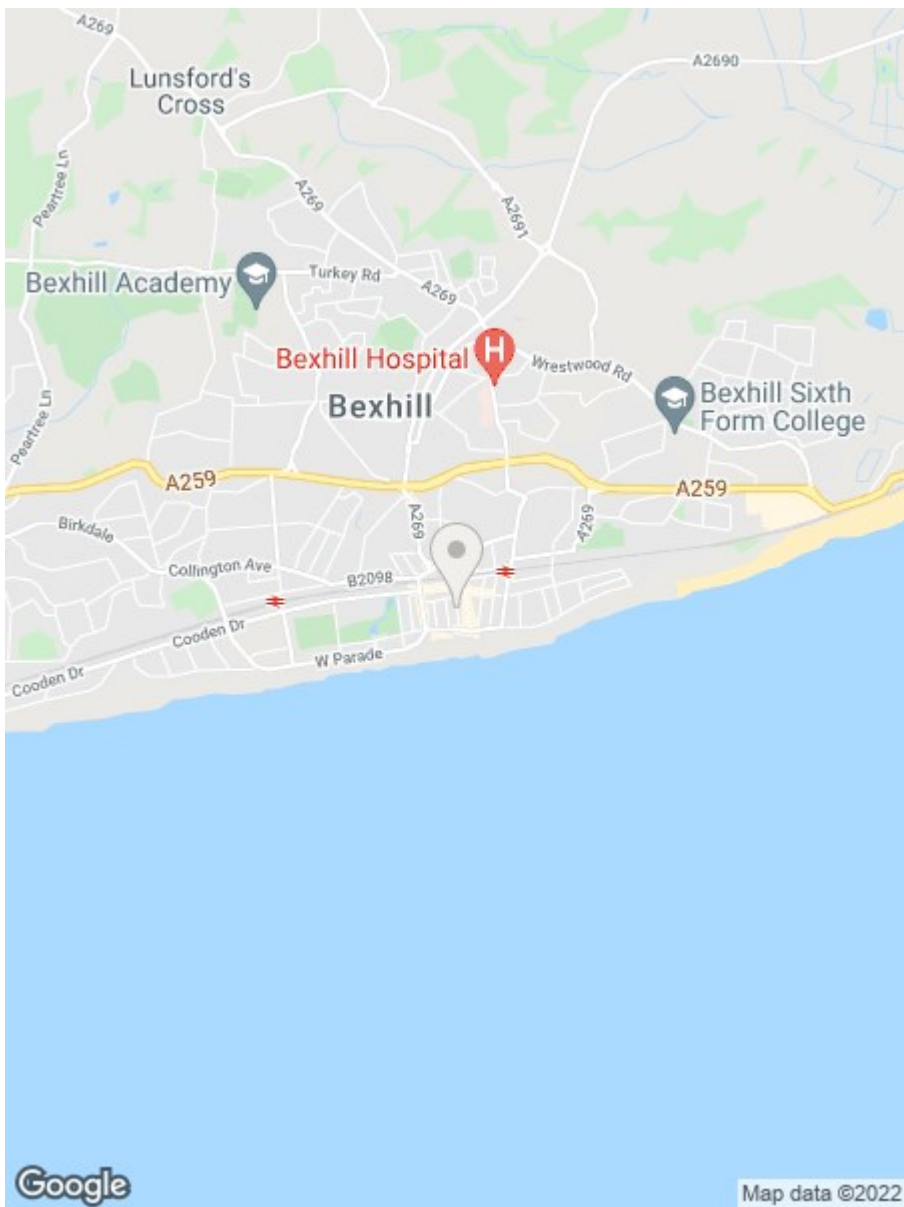 A269
A2690
Lunsford's
Cross
Peartree Ln
A269
A2691
Bexhill Academy
Turkey Rd
A269
Bexhill Hospital
H
Wrestwood Rd
Bexhill
Bexhill Sixth
Form College
Peartree Ln
A259
A259
Birkdale
A269
A269
Collington Ave
B2098
Cooden Dr
W Parade
Cooden Dr
Google
Map data ©2022